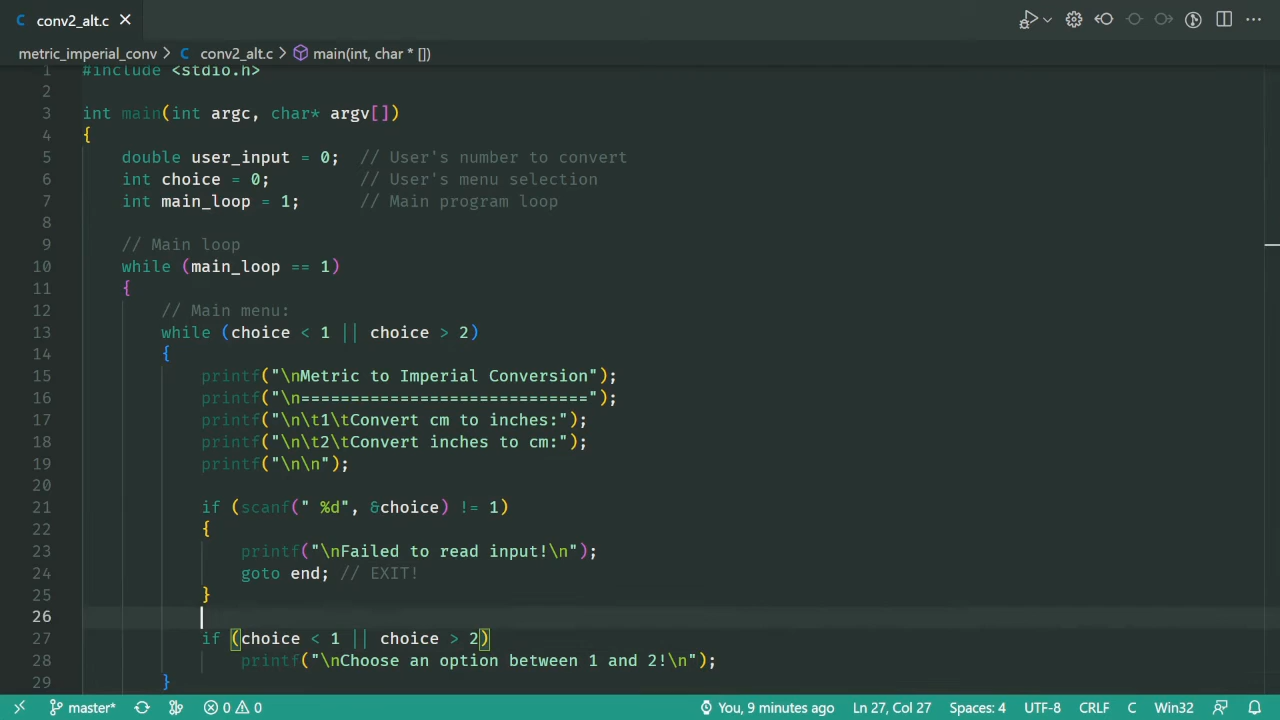 conv2_alt.c
metric_imperial_conv > C conv2_alt.c > main(int, char * [])
1 #include <stdio.h>
2
3 int main(int argc, char* argv[])
4 {
5 double user_input = 0; // User's number to convert
6 int choice = 0; // User's menu selection
7 int main_loop = 1; // Main program loop
8
9 // Main loop
10 while (main_loop == 1)
11 {
12 // Main menu:
13 while (choice < 1 || choice > 2)
14 {
15 printf("\nMetric to Imperial Conversion");
16 printf("\n=============================");
17 printf("\n\t1\tConvert cm to inches:");
18 printf("\n\t2\tConvert inches to cm:");
19 printf("\n\n");
20
21 if (scanf(" %d", &choice) != 1)
22 {
23 printf("\nFailed to read input!\n");
24 goto end; // EXIT!
25 }
26
27 if (choice < 1 || choice > 2)
28 printf("\nChoose an option between 1 and 2!\n");
29 }
master* 0 0 You, 9 minutes ago Ln 27, Col 27 Spaces: 4 UTF-8 CRLF C Win32